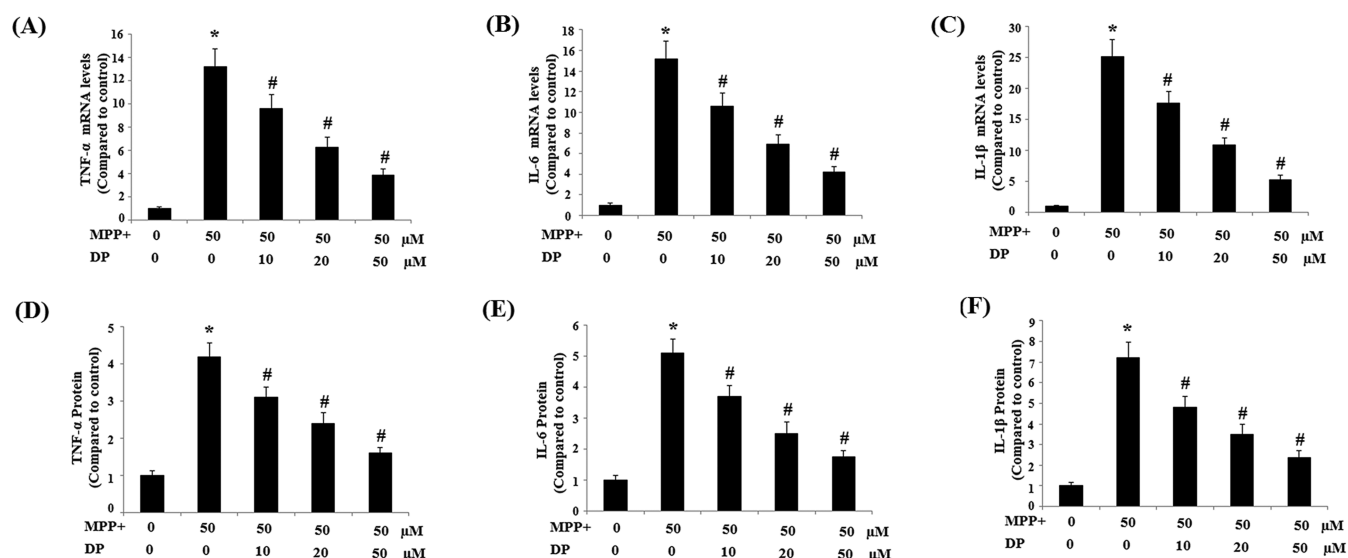 (A)
TNF-α mRNA levels
(Compared to control)
16
14
12
10
8
6
4
2
0
*
#
#
#
MPP+ 0 50 50 50 50 μM
DP 0 0 10 20 50 μM
(B)
IL-6 mRNA levels
(Compared to control)
18
16
14
12
10
8
6
4
2
0
*
#
#
#
MPP+ 0 50 50 50 50 μM
DP 0 0 10 20 50 μM
(C)
IL-1β mRNA levels
(Compared to control)
30
25
20
15
10
5
0
*
#
#
#
MPP+ 0 50 50 50 50 μM
DP 0 0 10 20 50 μM
(D)
TNF-α Protein
(Compared to control)
5
4
3
2
1
0
*
#
#
#
MPP+ 0 50 50 50 50 μM
DP 0 0 10 20 50 μM
(E)
IL-6 Protein
(Compared to control)
6
5
4
3
2
1
0
*
#
#
#
MPP+ 0 50 50 50 50 μM
DP 0 0 10 20 50 μM
(F)
IL-1β Protein
(Compared to control)
9
8
7
6
5
4
3
2
1
0
*
#
#
#
MPP+ 0 50 50 50 50 μM
DP 0 0 10 20 50 μM